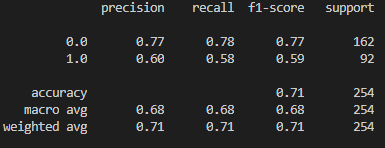 precision recall f1-score support
0.0 0.77 0.78 0.77 162
1.0 0.60 0.58 0.59 92
accuracy 0.71 254
macro avg 0.68 0.68 0.68 254
weighted avg 0.71 0.71 0.71 254